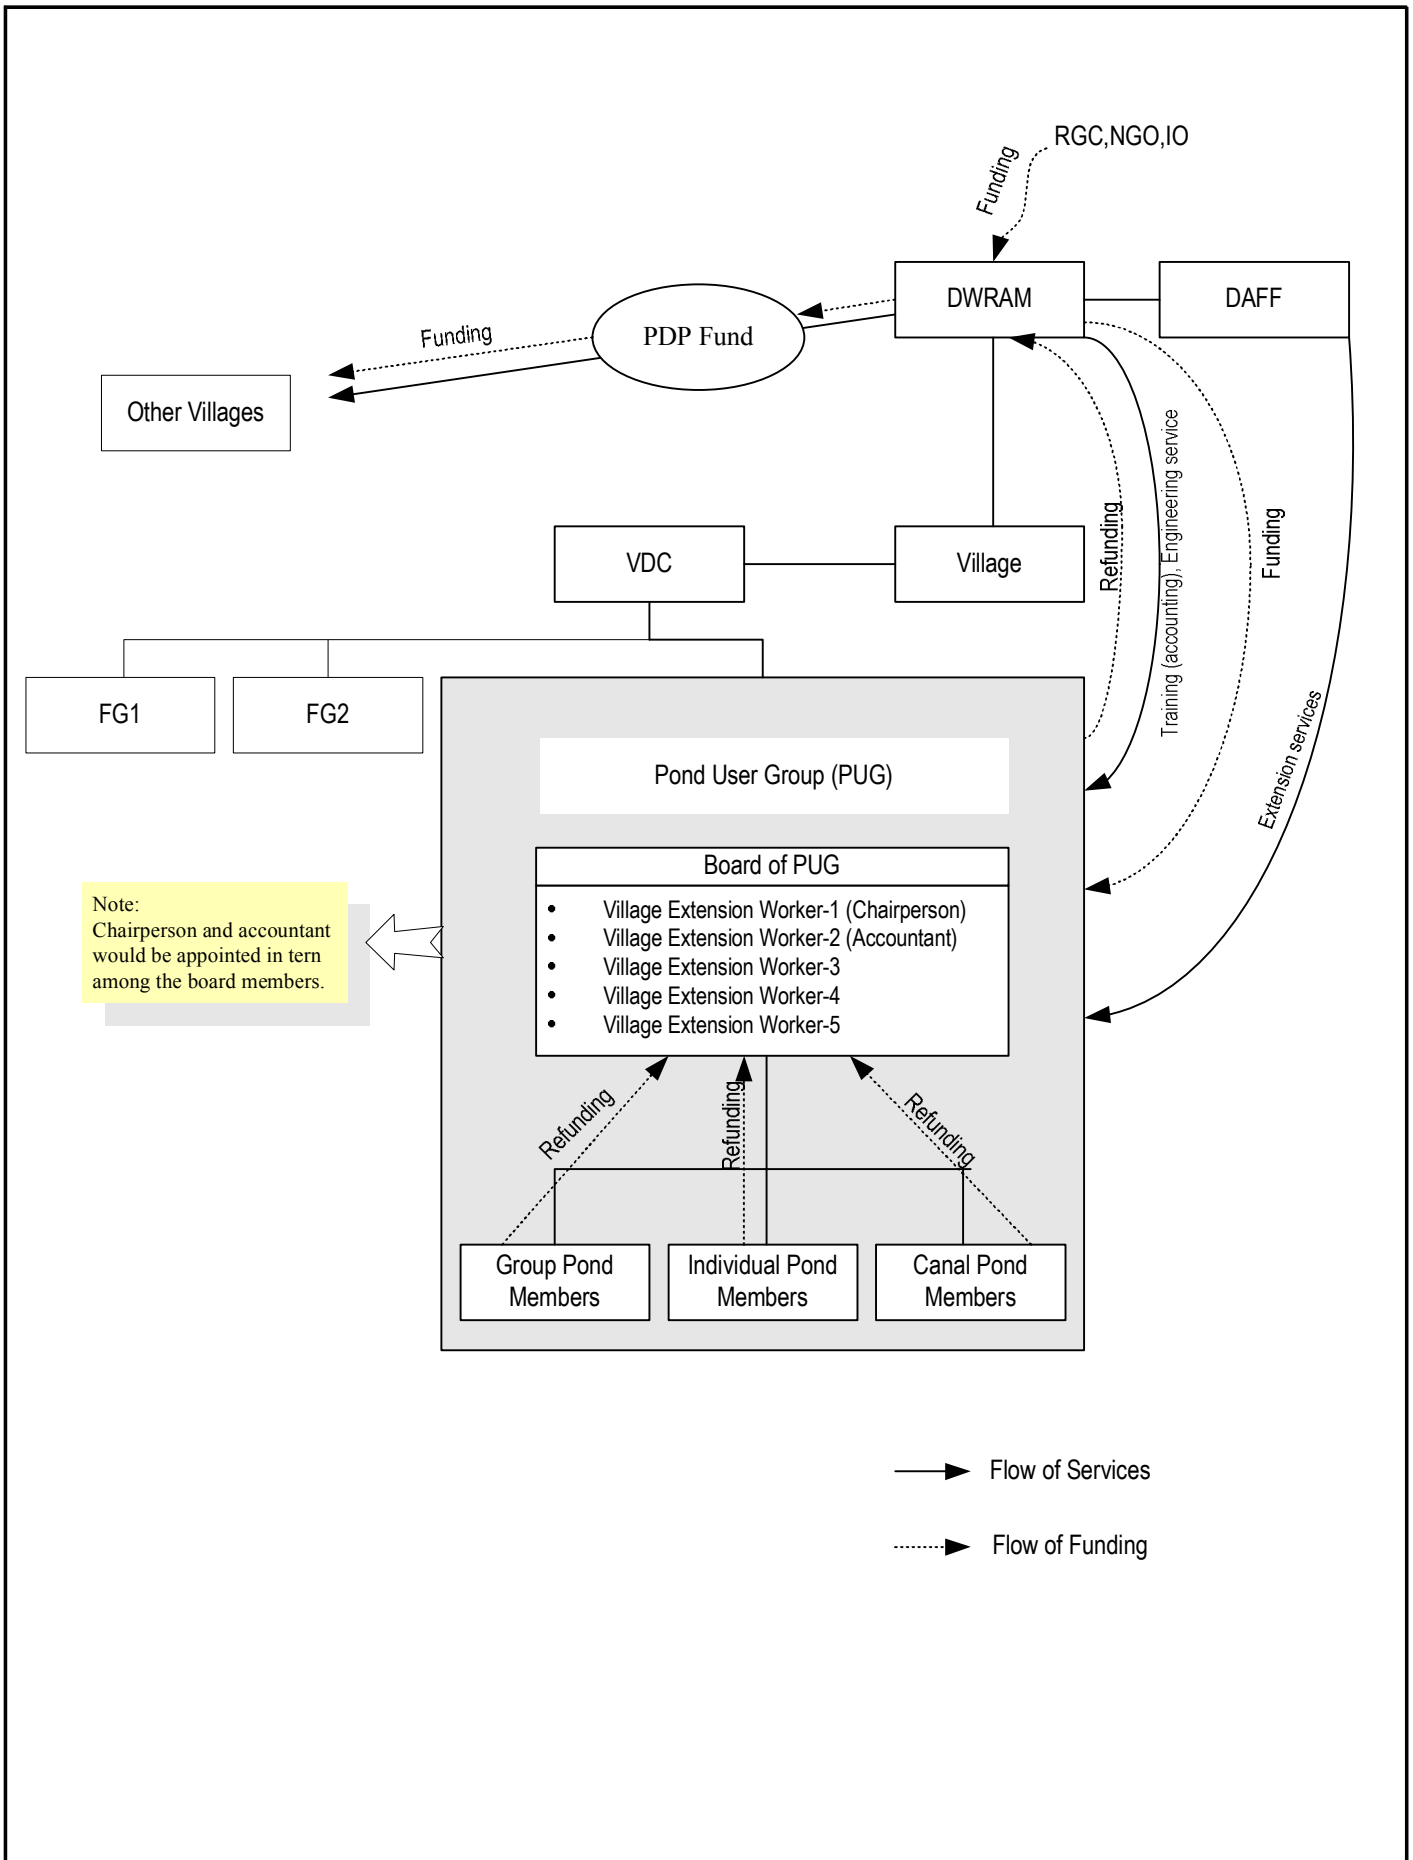 RGC,NGO,IO
Funding
DWRAM
DAFF
PDP Fund
Funding
Other Villages
Training (accounting), Engineering service
Refunding
Funding
VDC
Village
Extension services
FG1
FG2
Pond User Group (PUG)
Board of PUG
• Village Extension Worker-1 (Chairperson)
• Village Extension Worker-2 (Accountant)
• Village Extension Worker-3
• Village Extension Worker-4
• Village Extension Worker-5
Note:
Chairperson and accountant
would be appointed in tern
among the board members.
Refunding
Refunding
Refunding
Group Pond
Members
Individual Pond
Members
Canal Pond
Members
Flow of Services
Flow of Funding